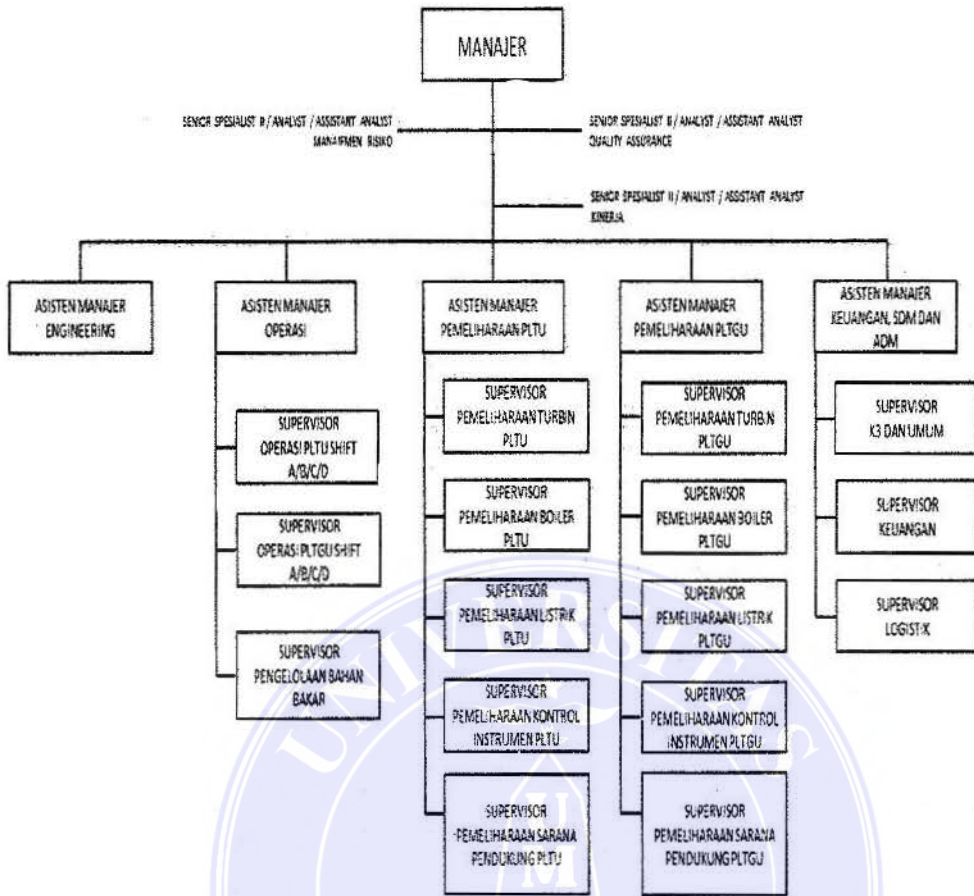 MANAJER
SENIOR SPESIALIST II / ANALYST / ASSISTANT ANALYST
MANAJEMEN RISIKO
SENIOR SPESIALIST II / ANALYST / ASSISTANT ANALYST
QUALITY ASSURANCE
SENIOR SPESIALIST II / ANALYST / ASSISTANT ANALYST
KINERJA
ASISTEN MANAJER
ENGINEERING
ASISTEN MANAJER
OPERASI
ASISTEN MANAJER
PEMELIHARAAN PLTU
ASISTEN MANAJER
PEMELIHARAAN PLTGU
ASISTEN MANAJER
KEUANGAN, SDM DAN
ADM
SUPERVISOR
OPERASI PLTU SHIFT
A/B/C/D
SUPERVISOR
OPERASI PLTGU SHIFT
A/B/C/D
SUPERVISOR
PENGELOLAAN BAHAN
BAKAR
SUPERVISOR
PEMELIHARAAN TURBIN
PLTU
SUPERVISOR
PEMELIHARAAN BOILER
PLTU
SUPERVISOR
PEMELIHARAAN LISTRIK
PLTU
SUPERVISOR
PEMELIHARAAN KONTROL
INSTRUMEN PLTU
SUPERVISOR
PEMELIHARAAN SARANA
PENDUKUNG PLTU
SUPERVISOR
PEMELIHARAAN TURBIN
PLTGU
SUPERVISOR
PEMELIHARAAN BOILER
PLTGU
SUPERVISOR
PEMELIHARAAN LISTRIK
PLTGU
SUPERVISOR
PEMELIHARAAN KONTROL
INSTRUMEN PLTGU
SUPERVISOR
PEMELIHARAAN SARANA
PENDUKUNG PLTGU
SUPERVISOR
K3 DAN UMUM
SUPERVISOR
KEUANGAN
SUPERVISOR
LOGISTIK
UNIVERSITAS
U
M